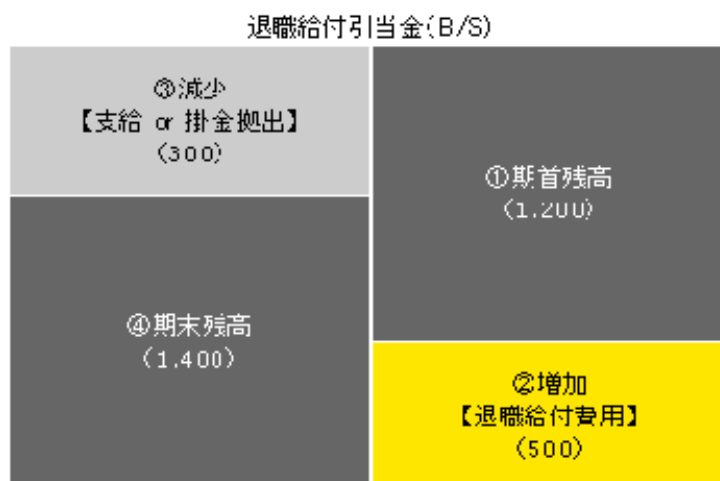 退職給付引当金(B/S)
③減少
【支給 or 掛金拠出】
(300)
①期首残高
(1.200)
④期末残高
(1.400)
②増加
【退職給付費用】
(500)